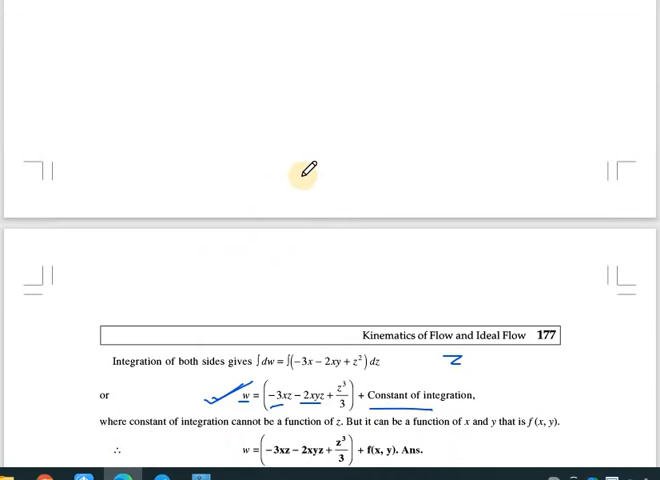 Kinematics of Flow and Ideal Flow 177
Integration of both sides gives ∫ dw = ∫(−3x − 2xy + z²) dz
z
or w = (−3xz − 2xyz + z³/3) + Constant of integration,
where constant of integration cannot be a function of z. But it can be a function of x and y that is f(x, y).
∴ w = (−3xz − 2xyz + z³/3) + f(x, y). Ans.